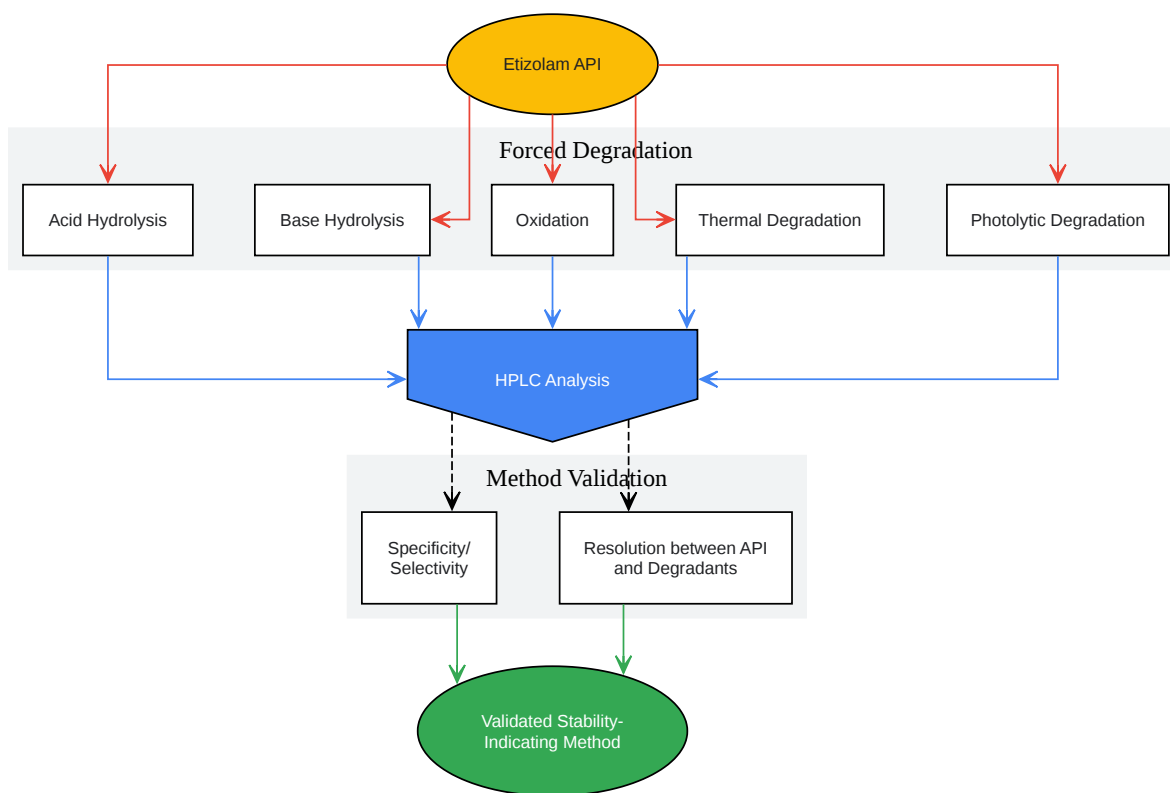 Etizolam API
Forced Degradation
Acid Hydrolysis
Base Hydrolysis
Oxidation
Thermal Degradation
Photolytic Degradation
HPLC Analysis
Method Validation
Specificity/
Selectivity
Resolution between API
and Degradants
Validated Stability-
Indicating Method